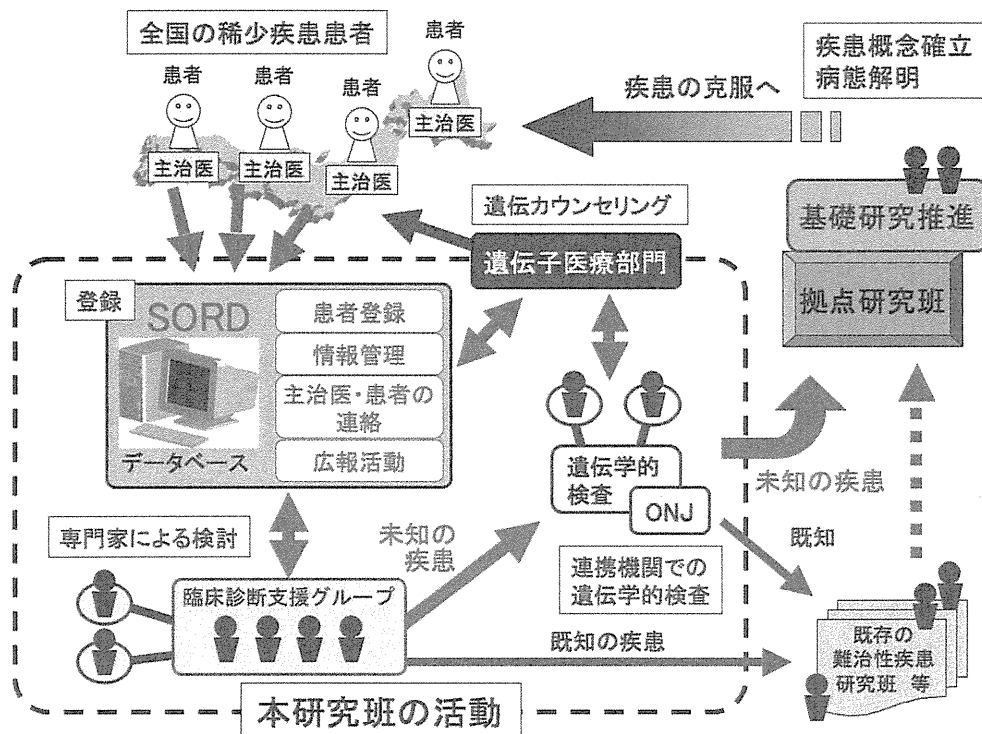 全国の稀少疾患患者
患者
患者
患者
患者
主治医
主治医
主治医
主治医
疾患の克服へ
疾患概念確立
病態解明
遺伝カウンセリング
遺伝子医療部門
基礎研究推進
拠点研究班
登録
SORD
データベース
患者登録
情報管理
主治医・患者の
連絡
広報活動
遺伝学的
検査
ONJ
未知の疾患
既知
専門家による検討
未知の
疾患
連携機関での
遺伝学的検査
臨床診断支援グループ
既知の疾患
既存の
難治性疾患
研究班 等
本研究班の活動